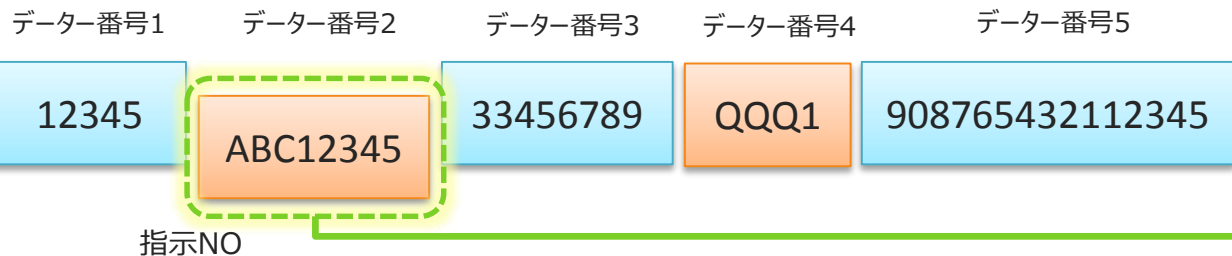 データー番号1 データー番号2 データー番号3 データー番号4 データー番号5
12345 ABC12345 33456789 QQQ1 908765432112345
指示NO